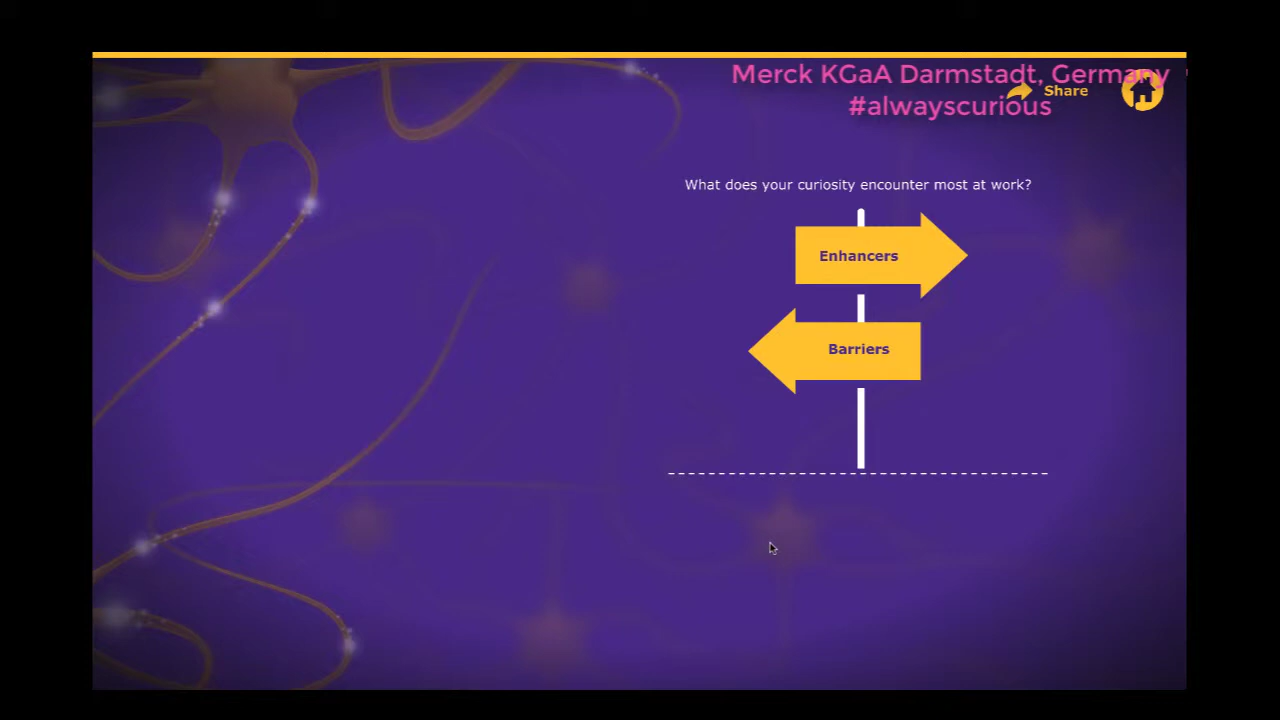 Merck KGaA Darmstadt, Germany
Share
#alwayscurious
What does your curiosity encounter most at work?
Enhancers
Barriers